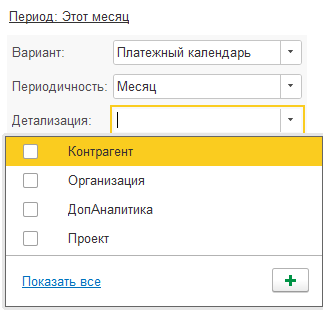 Период: Этот месяц
Вариант: Платежный календарь
Периодичность: Месяц
Детализация:
Контрагент
Организация
ДопАналитика
Проект
Показать все